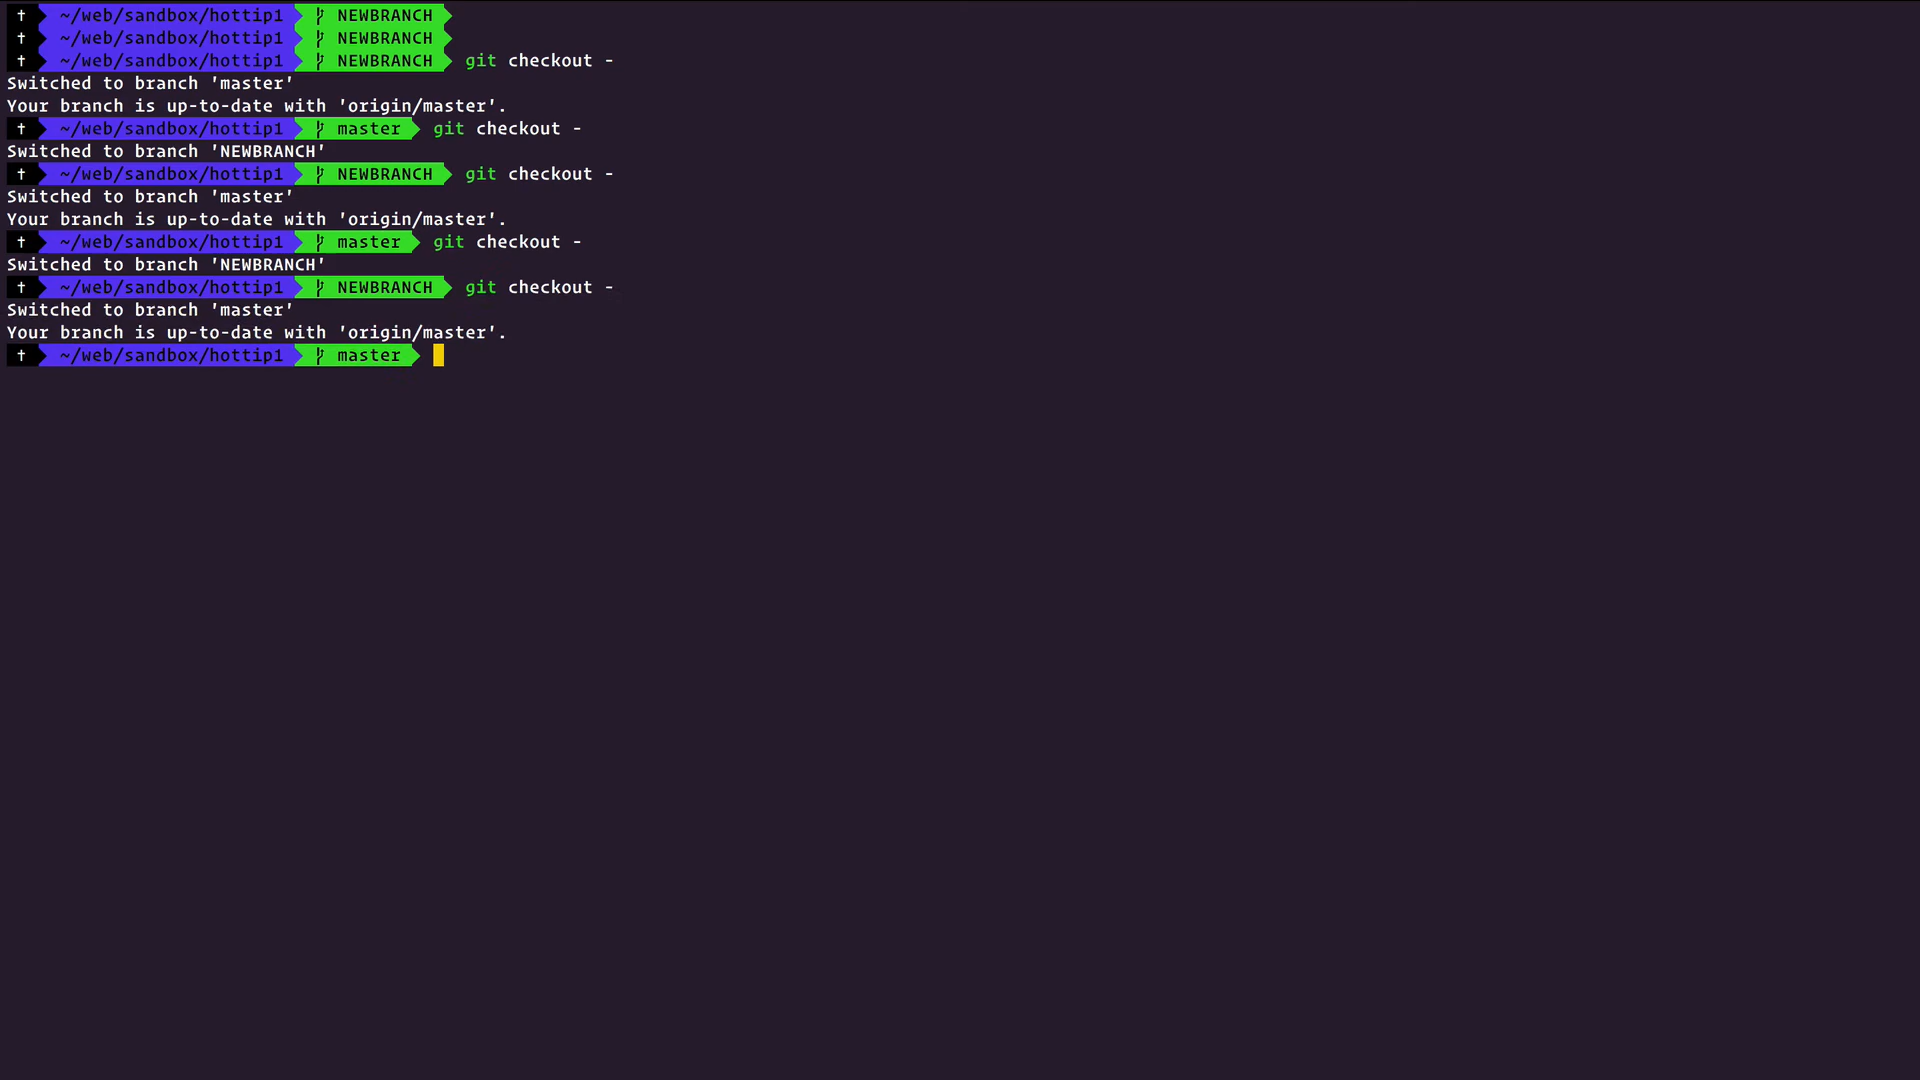 † ~/web/sandbox/hottip1 NEWBRANCH
† ~/web/sandbox/hottip1 NEWBRANCH
† ~/web/sandbox/hottip1 NEWBRANCH git checkout -
Switched to branch 'master'
Your branch is up-to-date with 'origin/master'.
† ~/web/sandbox/hottip1 master git checkout -
Switched to branch 'NEWBRANCH'
† ~/web/sandbox/hottip1 NEWBRANCH git checkout -
Switched to branch 'master'
Your branch is up-to-date with 'origin/master'.
† ~/web/sandbox/hottip1 master git checkout -
Switched to branch 'NEWBRANCH'
† ~/web/sandbox/hottip1 NEWBRANCH git checkout -
Switched to branch 'master'
Your branch is up-to-date with 'origin/master'.
† ~/web/sandbox/hottip1 master